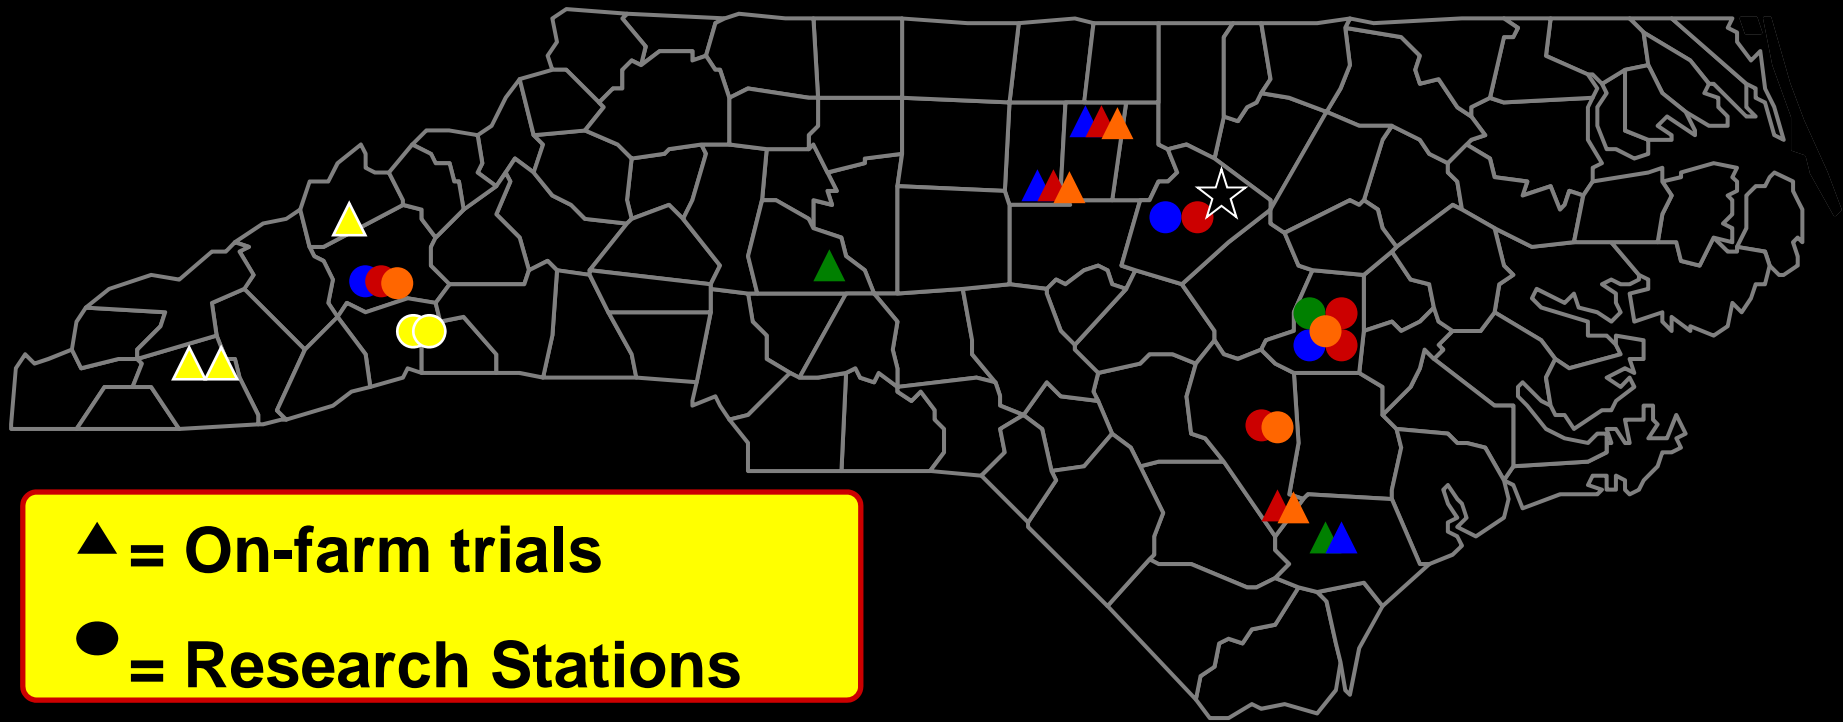 = On-farm trials
= Research Stations